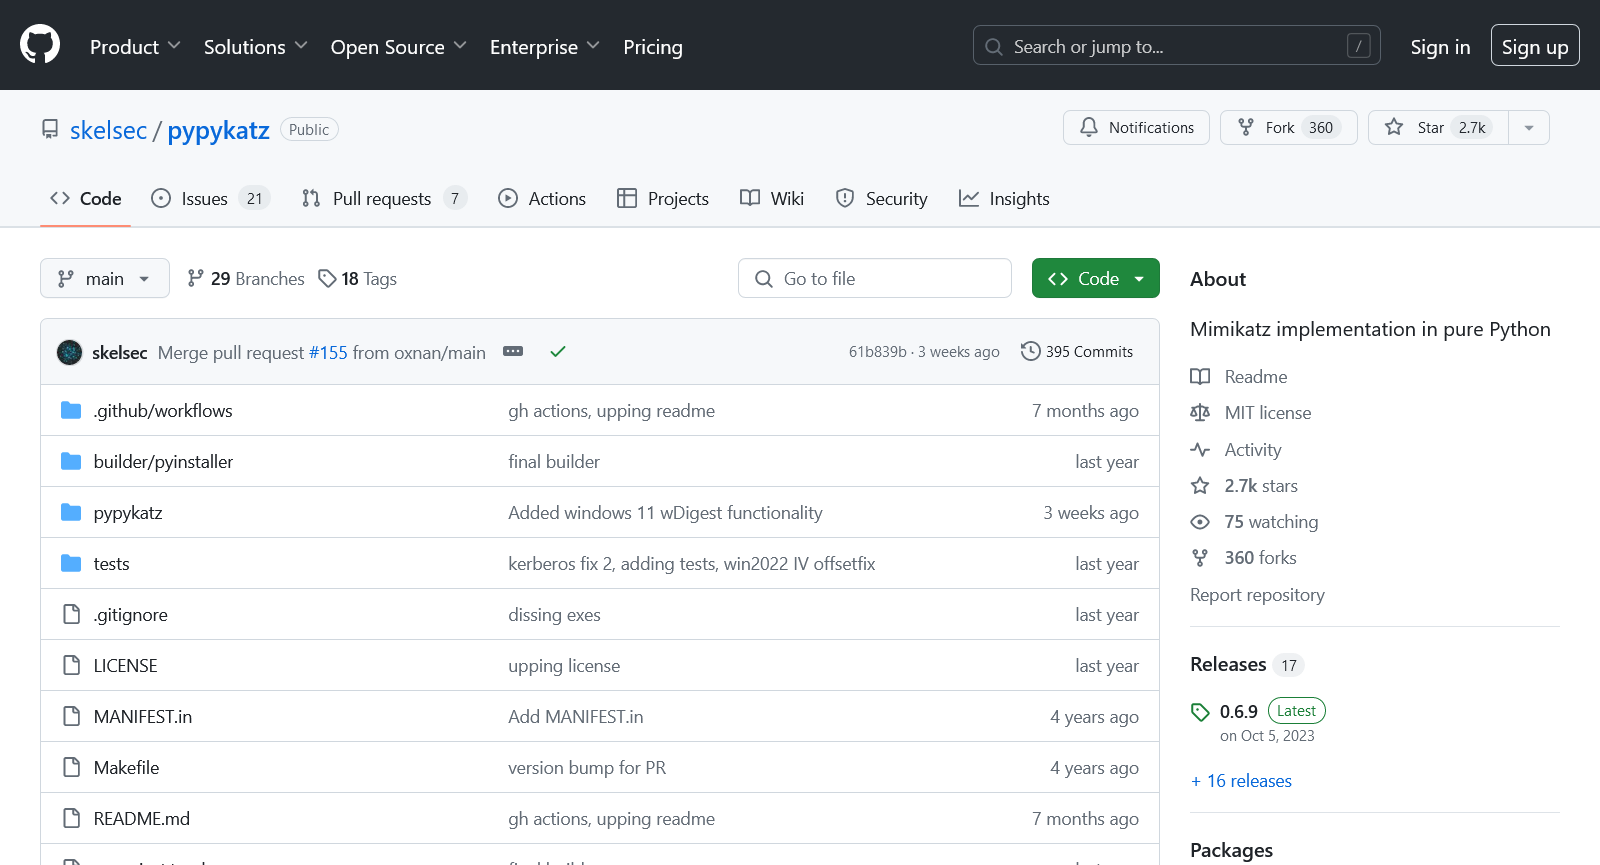 Product Solutions Open Source Enterprise Pricing Search or jump to... / Sign in Sign up
skelsec / pypykatz Public Notifications Fork 360 Star 2.7k
Code Issues 21 Pull requests 7 Actions Projects Wiki Security Insights
main 29 Branches 18 Tags Go to file Code
skelsec Merge pull request #155 from oxnan/main 61b839b · 3 weeks ago 395 Commits
.github/workflows gh actions, upping readme 7 months ago
builder/pyinstaller final builder last year
pypykatz Added windows 11 wDigest functionality 3 weeks ago
tests kerberos fix 2, adding tests, win2022 IV offsetfix last year
.gitignore dissing exes last year
LICENSE upping license last year
MANIFEST.in Add MANIFEST.in 4 years ago
Makefile version bump for PR 4 years ago
README.md gh actions, upping readme 7 months ago
About
Mimikatz implementation in pure Python
Readme
MIT license
Activity
2.7k stars
75 watching
360 forks
Report repository
Releases 17
0.6.9 Latest
on Oct 5, 2023
+ 16 releases
Packages